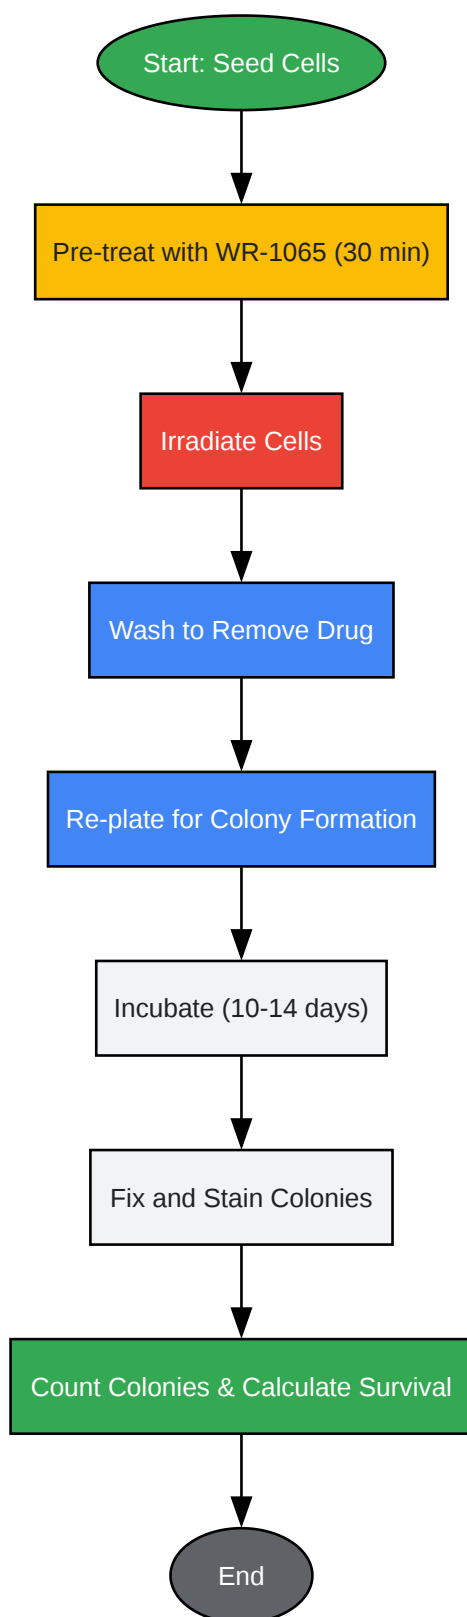 Start: Seed Cells
Pre-treat with WR-1065 (30 min)
Irradiate Cells
Wash to Remove Drug
Re-plate for Colony Formation
Incubate (10-14 days)
Fix and Stain Colonies
Count Colonies & Calculate Survival
End